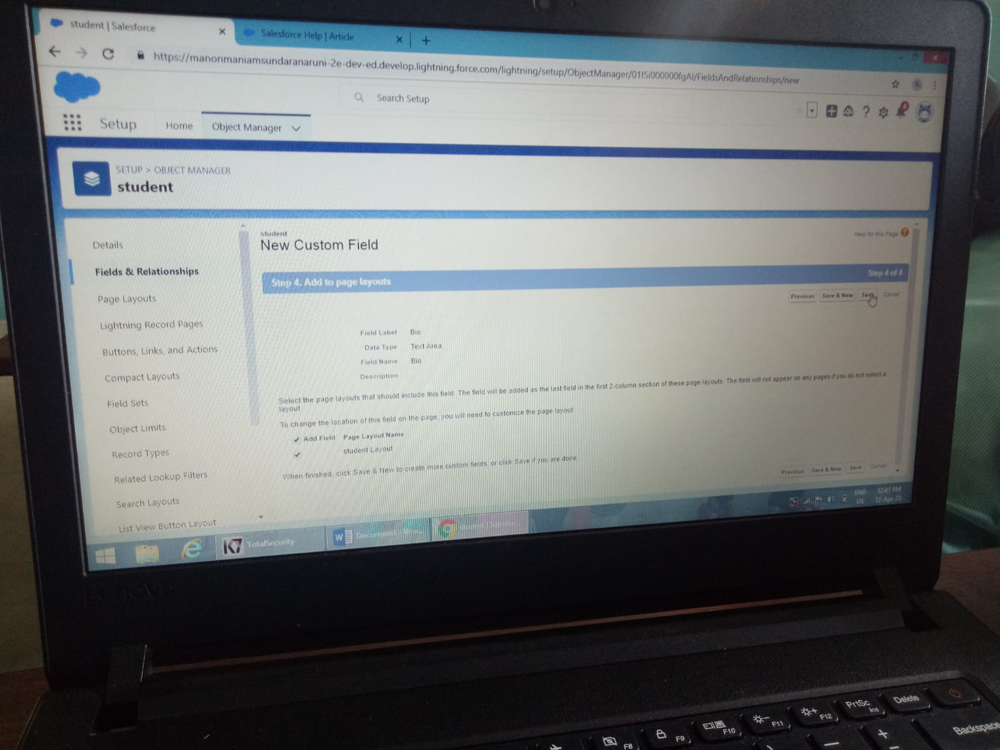 student | Salesforce
Salesforce Help | Article
https://manonmaniamsundaranaruni-2e-dev-ed.develop.lightning.force.com/lightning/setup/ObjectManager/01I5i000000fgAI/FieldsAndRelationships/new
Search Setup
Setup
Home
Object Manager
SETUP > OBJECT MANAGER
student
Details
Fields & Relationships
Page Layouts
Lightning Record Pages
Buttons, Links, and Actions
Compact Layouts
Field Sets
Object Limits
Record Types
Related Lookup Filters
Search Layouts
List View Button Layout
student
New Custom Field
Help for this Page
Step 4. Add to page layouts
Step 4 of 4
Previous Save & New Save Cancel
Field Label Bio
Data Type Text Area
Field Name Bio
Description
Select the page layouts that should include this field. The field will be added as the last field in the first 2-column section of these page layouts. The field will not appear on any pages if you do not select a
layout.
To change the location of this field on the page, you will need to customize the page layout.
Add Field Page Layout Name
student Layout
When finished, click Save & New to create more custom fields, or click Save if you are done.
Previous Save & New Save Cancel
K7 TotalSecurity
student | Salesforce
ENG
US
12:41 PM
12-Apr-23
Lenovo
F8
F9
F10
F11
F12
PrtSc
Ins
Delete
Backspace